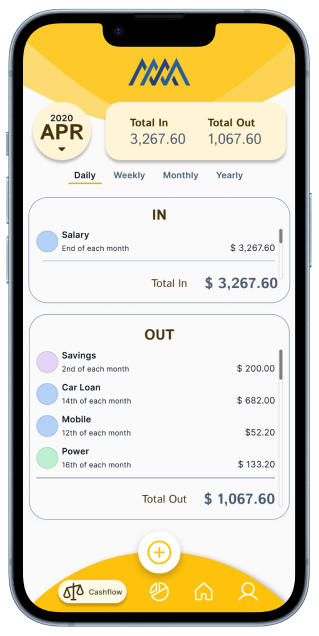 2020
APR
Total In
3,267.60
Total Out
1,067.60
Daily
Weekly
Monthly
Yearly
IN
Salary
End of each month
$ 3,267.60
Total In $ 3,267.60
OUT
Savings
2nd of each month
$ 200.00
Car Loan
14th of each month
$ 682.00
Mobile
12th of each month
$52.20
Power
16th of each month
$ 133.20
Total Out $ 1,067.60
Cashflow